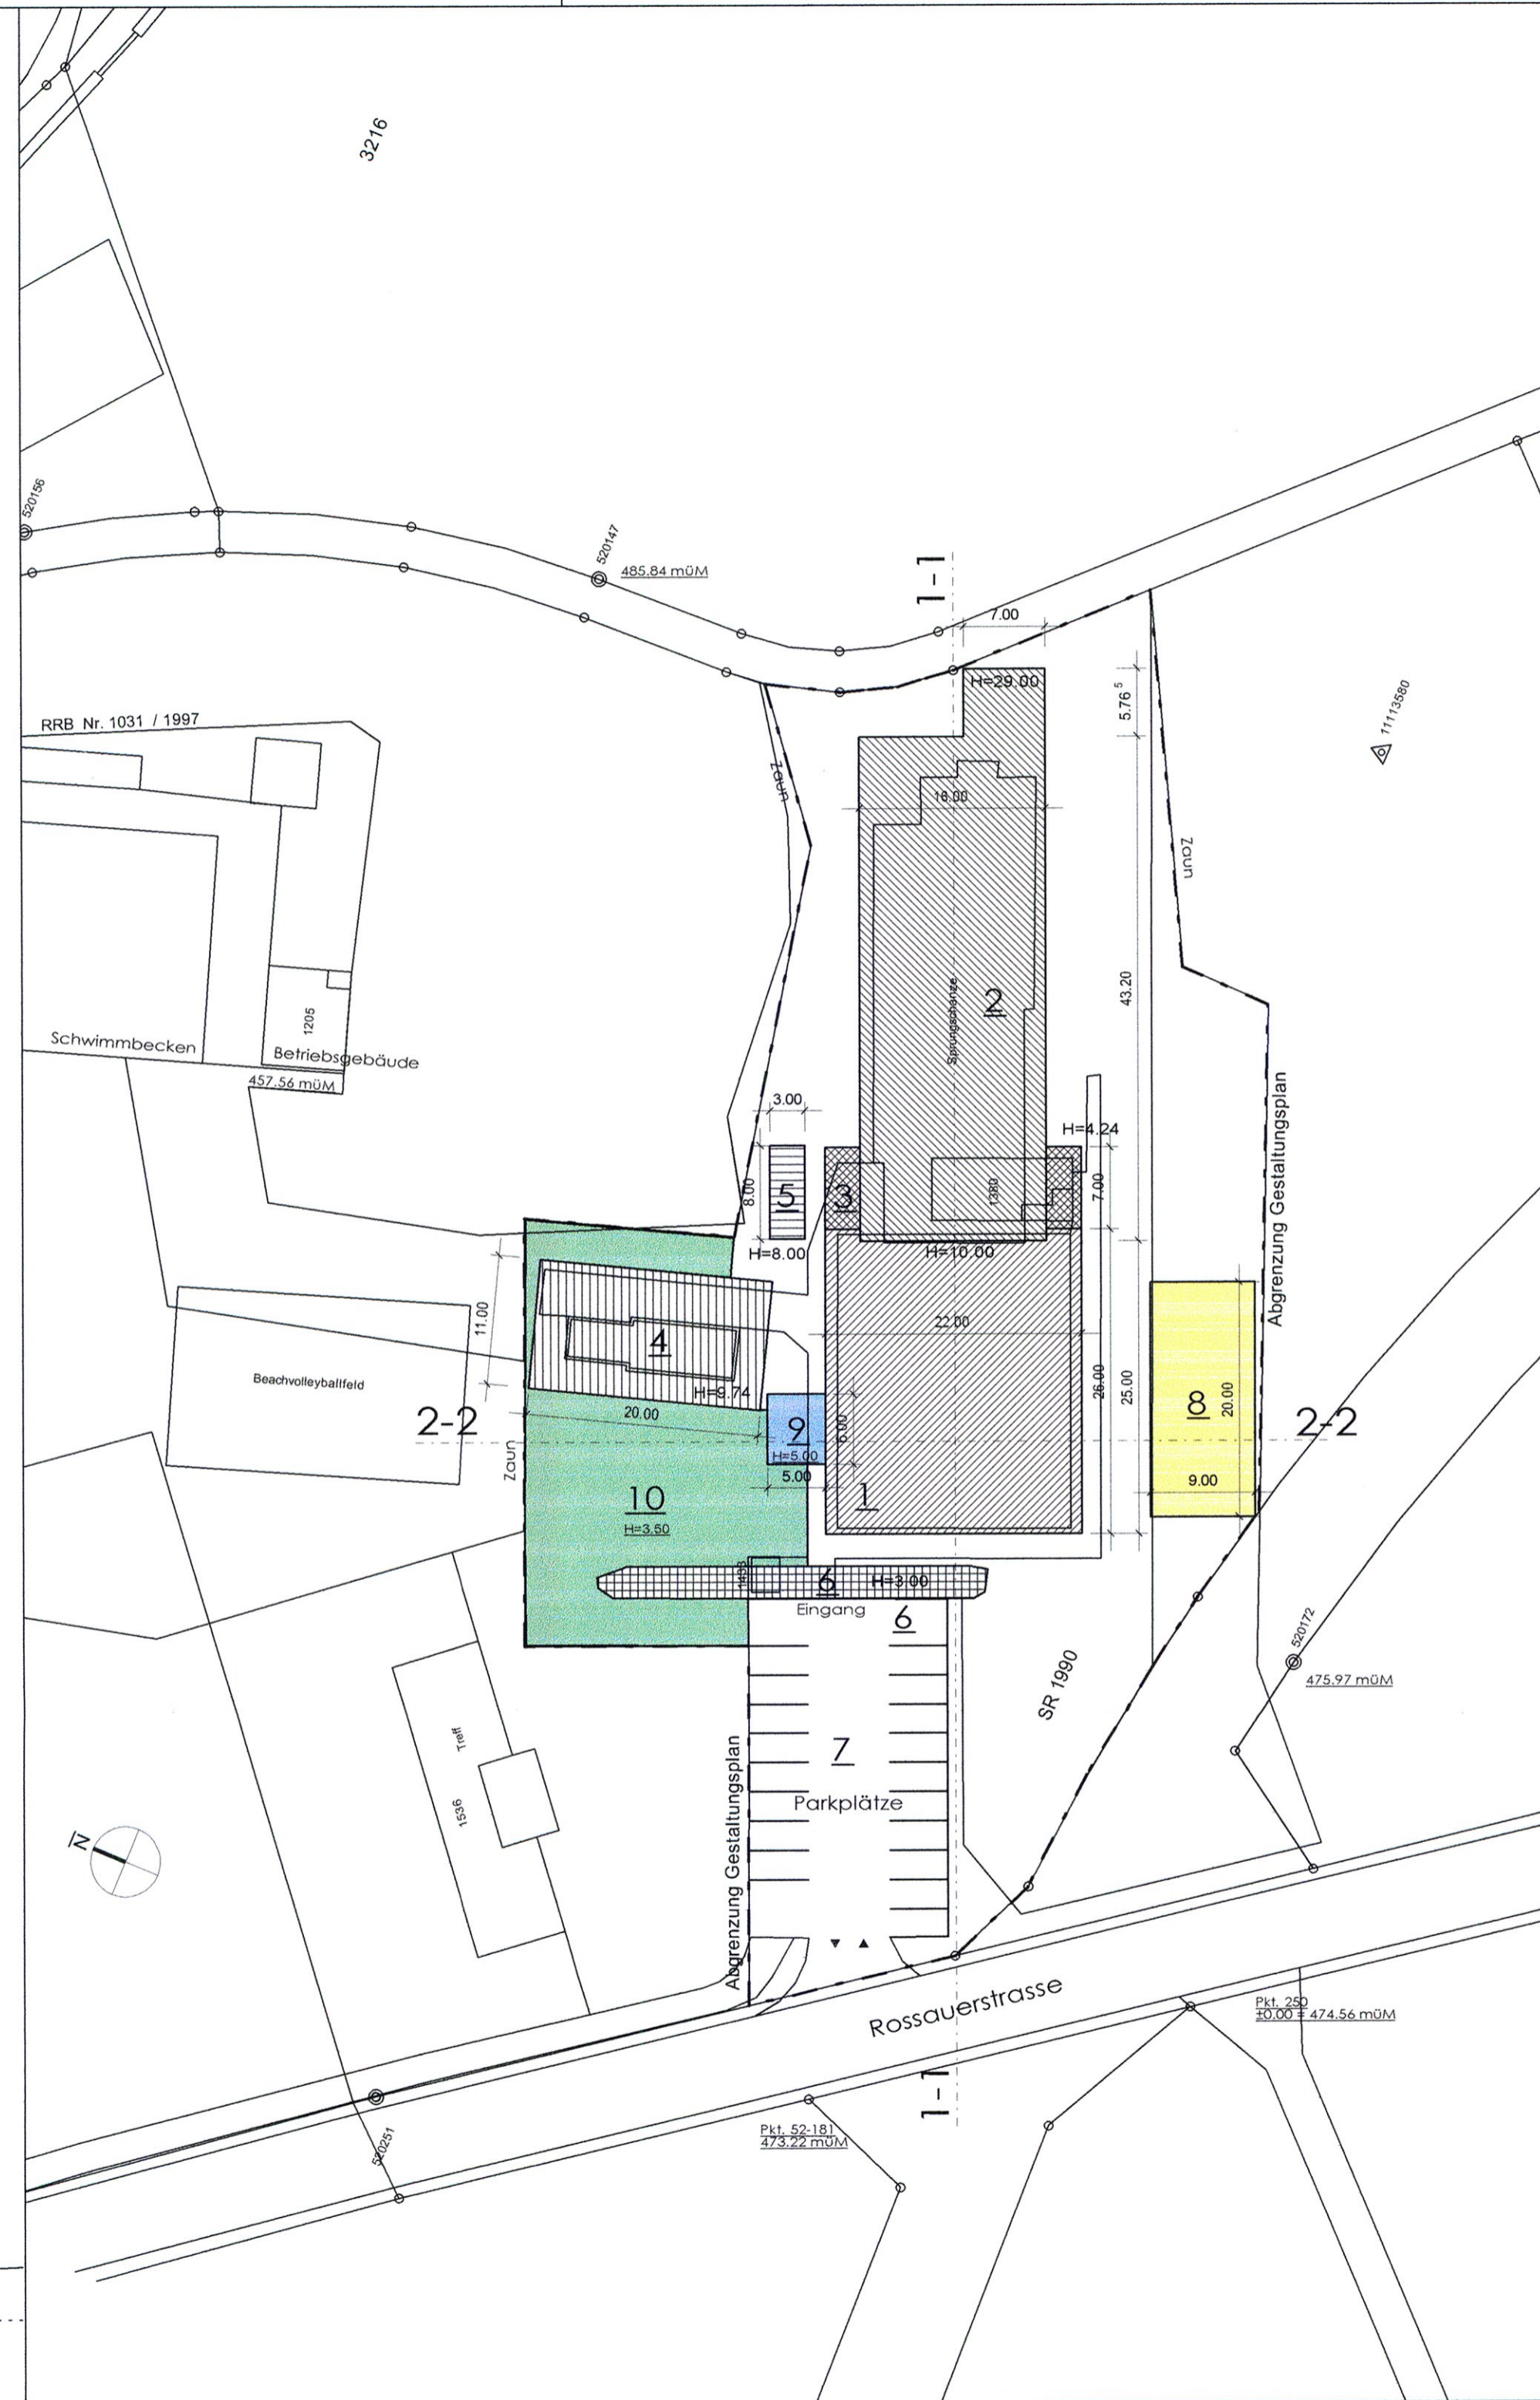 3216
520156
520147
485.84 müM
1-1
7.00
H=29.00
5.76 5
11113580
RRB Nr. 1031 / 1997
Zaun
16.00
Zaun
Sprungschanze
2
43.20
1205
Schwimmbecken
Betriebsgebäude
457.56 müM
Abgrenzung Gestaltungsplan
3.00
H=4.24
8.00
5
3
1380
7.00
H=8.00
H=10.00
11.00
4
22.00
Beachvolleyballfeld
H=9.74
26.00
25.00
8
20.00
2-2
20.00
9
H=5.00
6.00
2-2
Zaun
5.00
9.00
10
H=3.50
1
1433
6
H=3.00
Eingang
6
520172
SR 1990
475.97 müM
Treff
1536
7
Parkplätze
Abgrenzung Gestaltungsplan
N
Rossauerstrasse
Pkt. 250
±0.00 = 474.56 müM
1-1
Pkt. 52-181
473.22 müM
520251